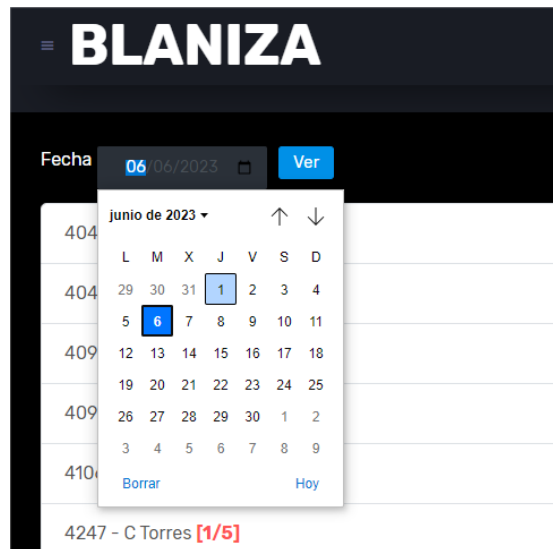 ≡ BLANIZA
Fecha 06/06/2023 Ver
junio de 2023
L M X J V S D
29 30 31 1 2 3 4
5 6 7 8 9 10 11
12 13 14 15 16 17 18
19 20 21 22 23 24 25
26 27 28 29 30 1 2
3 4 5 6 7 8 9
Borrar Hoy
404
404
409
409
410
4247 - C Torres [1/5]